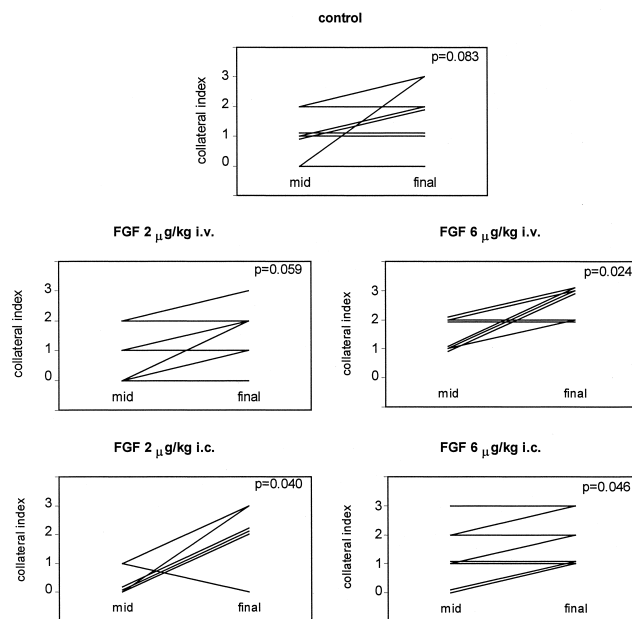 control
p=0.083
collateral index
3
2
1
0
mid final
FGF 2 μg/kg i.v.
p=0.059
collateral index
3
2
1
0
mid final
FGF 6 μg/kg i.v.
p=0.024
collateral index
3
2
1
0
mid final
FGF 2 μg/kg i.c.
p=0.040
collateral index
3
2
1
0
mid final
FGF 6 μg/kg i.c.
p=0.046
collateral index
3
2
1
0
mid final